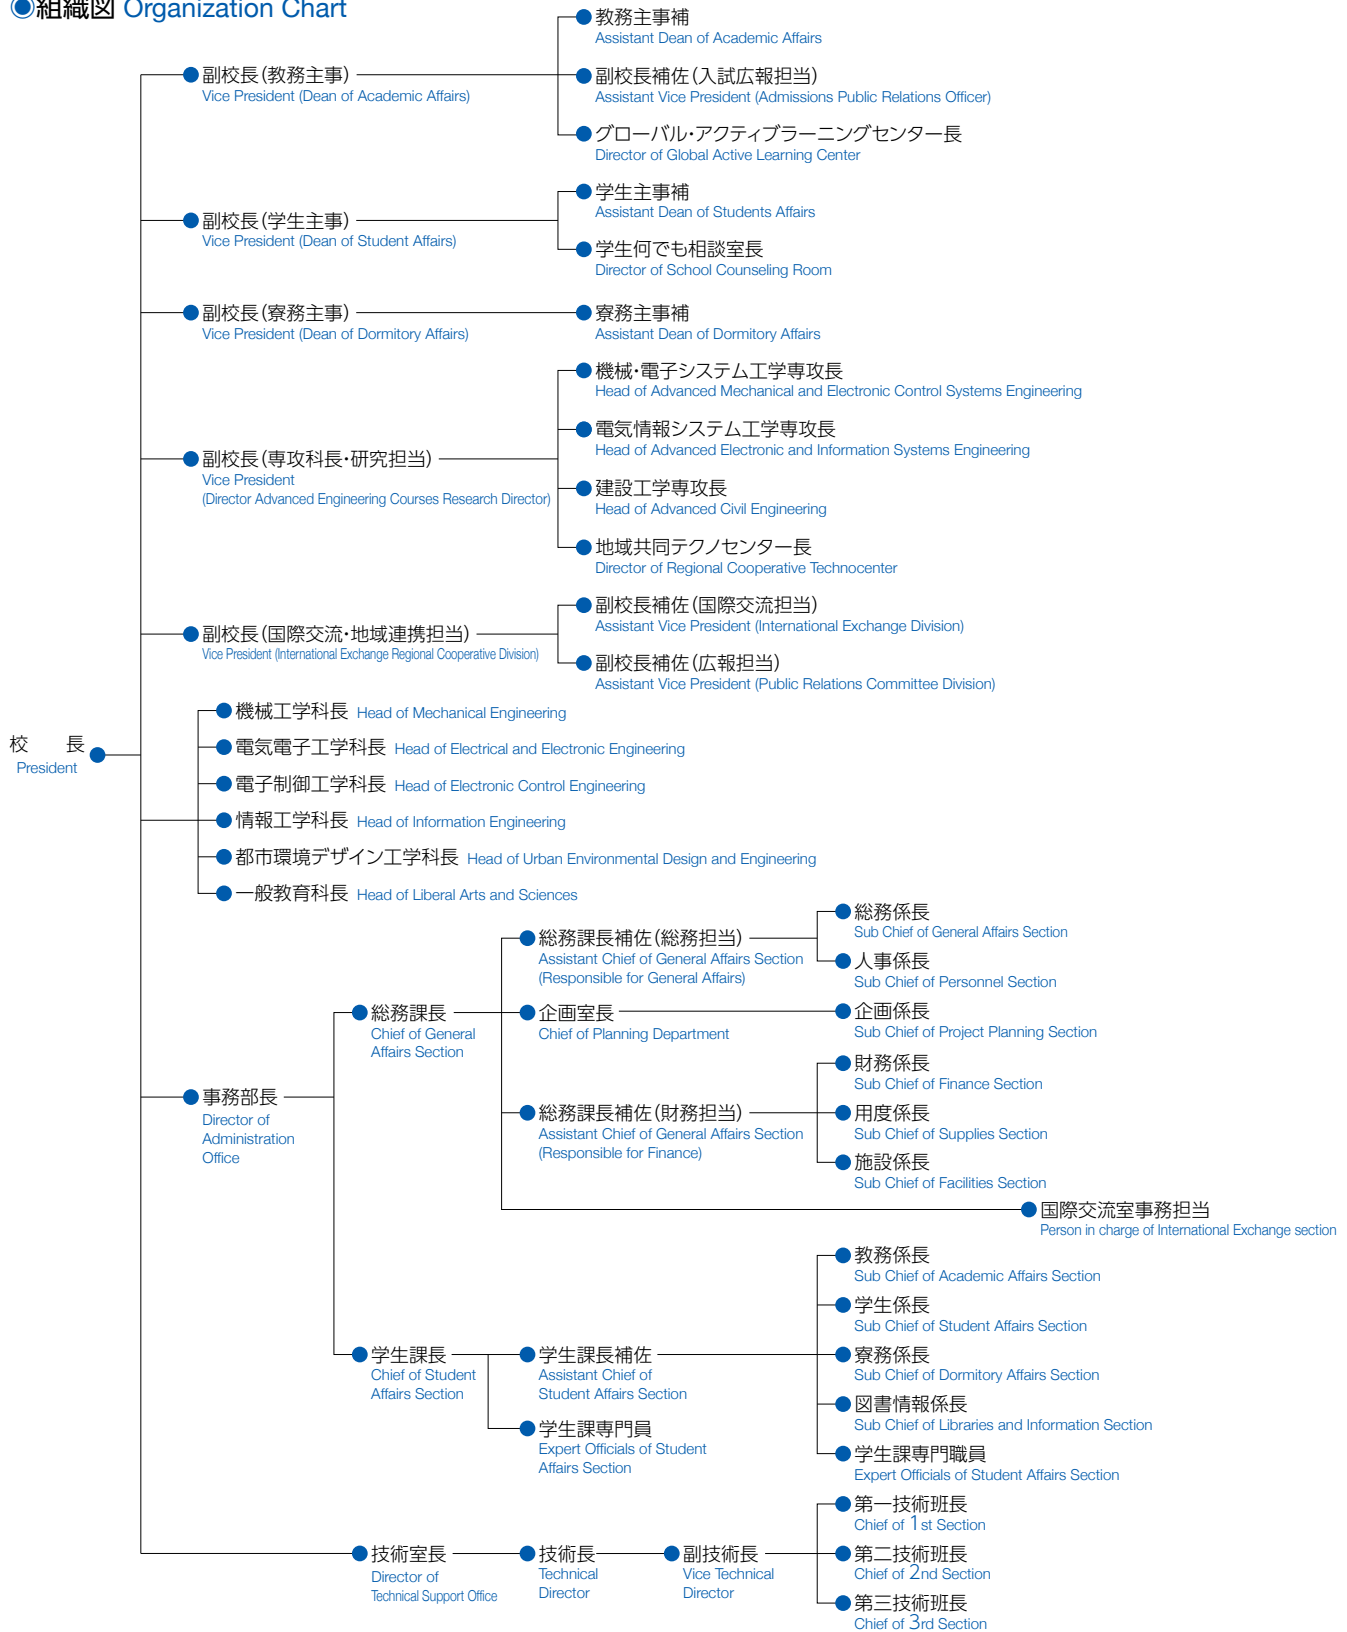 ◉組織図 Organization Chart
校　長
President
副校長(教務主事)
Vice President (Dean of Academic Affairs)
教務主事補
Assistant Dean of Academic Affairs
副校長補佐(入試広報担当)
Assistant Vice President (Admissions Public Relations Officer)
グローバル・アクティブラーニングセンター長
Director of Global Active Learning Center
副校長(学生主事)
Vice President (Dean of Student Affairs)
学生主事補
Assistant Dean of Students Affairs
学生何でも相談室長
Director of School Counseling Room
副校長(寮務主事)
Vice President (Dean of Dormitory Affairs)
寮務主事補
Assistant Dean of Dormitory Affairs
副校長(専攻科長・研究担当)
Vice President
(Director Advanced Engineering Courses Research Director)
機械・電子システム工学専攻長
Head of Advanced Mechanical and Electronic Control Systems Engineering
電気情報システム工学専攻長
Head of Advanced Electronic and Information Systems Engineering
建設工学専攻長
Head of Advanced Civil Engineering
地域共同テクノセンター長
Director of Regional Cooperative Technocenter
副校長(国際交流・地域連携担当)
Vice President (International Exchange Regional Cooperative Division)
副校長補佐(国際交流担当)
Assistant Vice President (International Exchange Division)
副校長補佐(広報担当)
Assistant Vice President (Public Relations Committee Division)
機械工学科長 Head of Mechanical Engineering
電気電子工学科長 Head of Electrical and Electronic Engineering
電子制御工学科長 Head of Electronic Control Engineering
情報工学科長 Head of Information Engineering
都市環境デザイン工学科長 Head of Urban Environmental Design and Engineering
一般教育科長 Head of Liberal Arts and Sciences
事務部長
Director of
Administration
Office
総務課長
Chief of General
Affairs Section
総務課長補佐(総務担当)
Assistant Chief of General Affairs Section
(Responsible for General Affairs)
総務係長
Sub Chief of General Affairs Section
人事係長
Sub Chief of Personnel Section
企画室長
Chief of Planning Department
企画係長
Sub Chief of Project Planning Section
総務課長補佐(財務担当)
Assistant Chief of General Affairs Section
(Responsible for Finance)
財務係長
Sub Chief of Finance Section
用度係長
Sub Chief of Supplies Section
施設係長
Sub Chief of Facilities Section
国際交流室事務担当
Person in charge of International Exchange section
学生課長
Chief of Student
Affairs Section
学生課長補佐
Assistant Chief of
Student Affairs Section
学生課専門員
Expert Officials of Student
Affairs Section
教務係長
Sub Chief of Academic Affairs Section
学生係長
Sub Chief of Student Affairs Section
寮務係長
Sub Chief of Dormitory Affairs Section
図書情報係長
Sub Chief of Libraries and Information Section
学生課専門職員
Expert Officials of Student Affairs Section
技術室長
Director of
Technical Support Office
技術長
Technical
Director
副技術長
Vice Technical
Director
第一技術班長
Chief of 1st Section
第二技術班長
Chief of 2nd Section
第三技術班長
Chief of 3rd Section